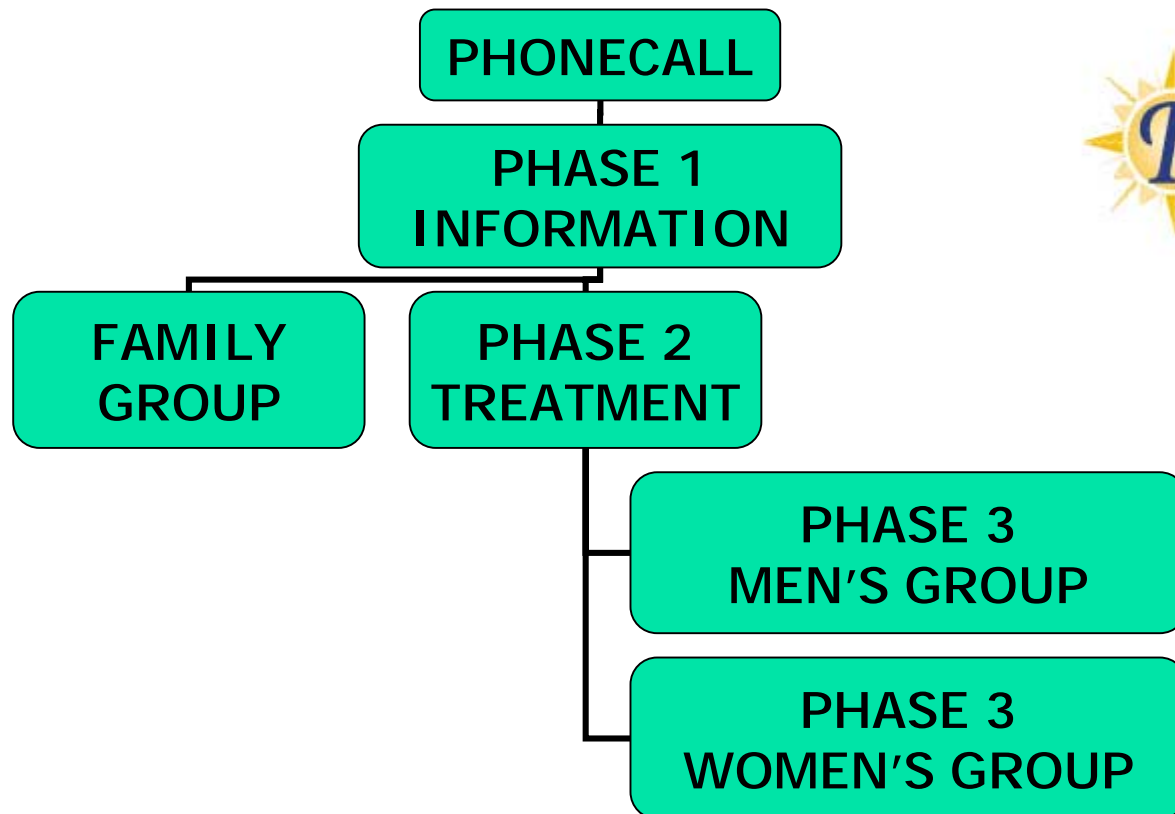 PHONECALL
PHASE 1
INFORMATION
FAMILY
GROUP
PHASE 2
TREATMENT
PHASE 3
MEN'S GROUP
PHASE 3
WOMEN'S GROUP